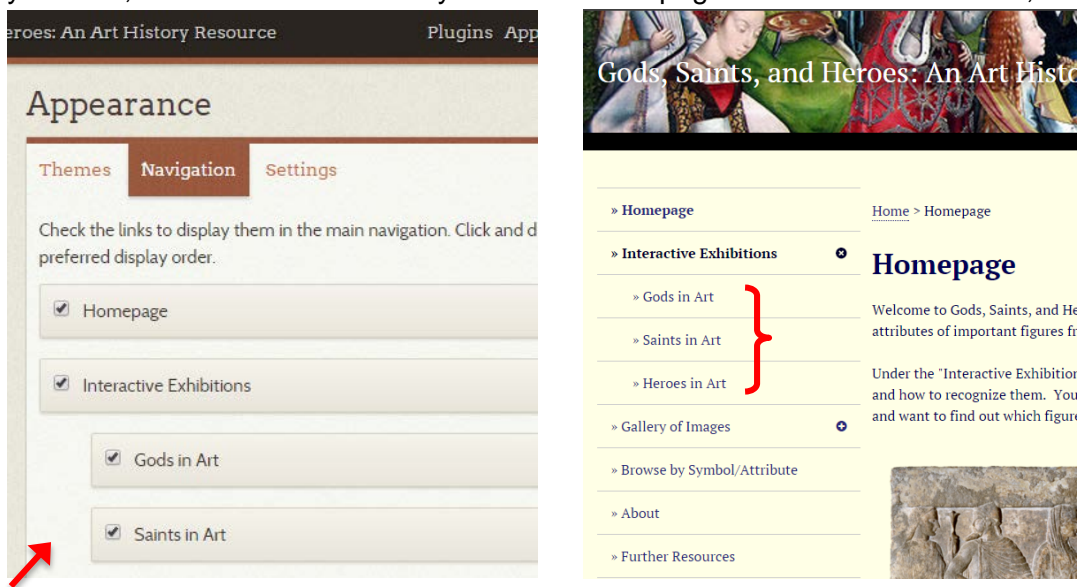 eroes: An Art History Resource
Plugins App
Appearance
Themes Navigation Settings
Check the links to display them in the main navigation. Click and d
preferred display order.
Homepage
Interactive Exhibitions
Gods in Art
Saints in Art
Gods, Saints, and Heroes: An Art Histo
» Homepage
» Interactive Exhibitions
» Gods in Art
» Saints in Art
» Heroes in Art
» Gallery of Images
» Browse by Symbol/Attribute
» About
» Further Resources
Home > Homepage
Homepage
Welcome to Gods, Saints, and He
attributes of important figures fr
Under the "Interactive Exhibition
and how to recognize them. You
and want to find out which figure